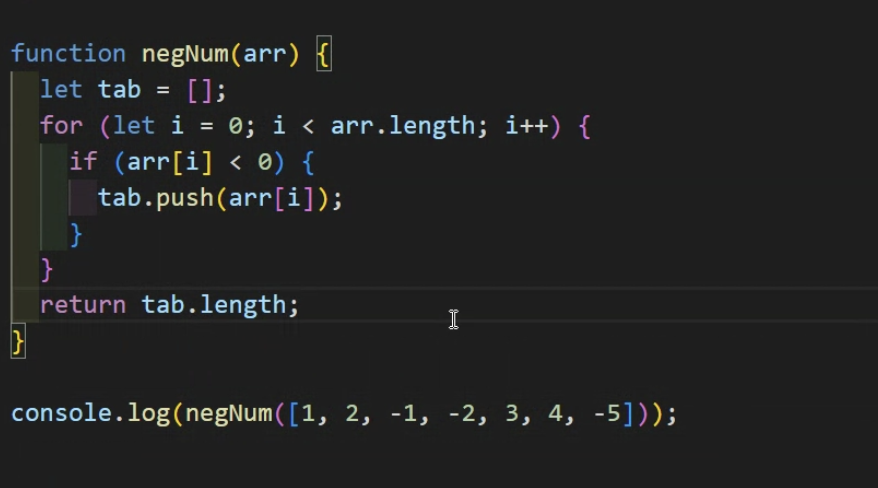 function negNum(arr) {
  let tab = [];
  for (let i = 0; i < arr.length; i++) {
    if (arr[i] < 0) {
      tab.push(arr[i]);
    }
  }
  return tab.length;
}
console.log(negNum([1, 2, -1, -2, 3, 4, -5]));